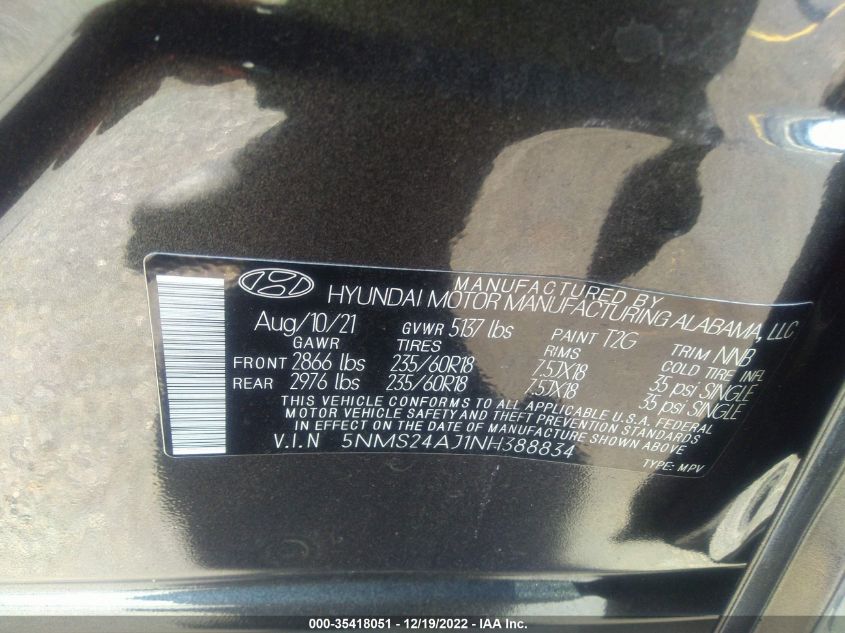 MANUFACTURED BY
HYUNDAI MOTOR MANUFACTURING ALABAMA, LLC
Aug/10/21 GVWR 5137 lbs PAINT T2G TRIM NNB
GAWR TIRES RIMS COLD TIRE INFL
FRONT 2866 lbs 235/60R18 7.5JX18 35 psi SINGLE
REAR 2976 lbs 235/60R18 7.5JX18 35 psi SINGLE
THIS VEHICLE CONFORMS TO ALL APPLICABLE U.S.A. FEDERAL
MOTOR VEHICLE SAFETY AND THEFT PREVENTION STANDARDS
IN EFFECT ON THE DATE OF MANUFACTURE SHOWN ABOVE
V.I.N 5NMS24AJ1NH388834
TYPE: MPV
000-35418051 - 12/19/2022 - IAA Inc.